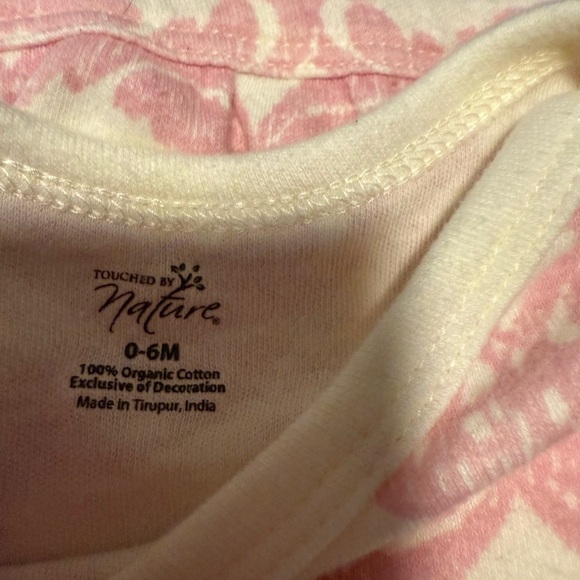 TOUCHED BY
Nature®
0-6M
100% Organic Cotton
Exclusive of Decoration
Made in Tirupur, India